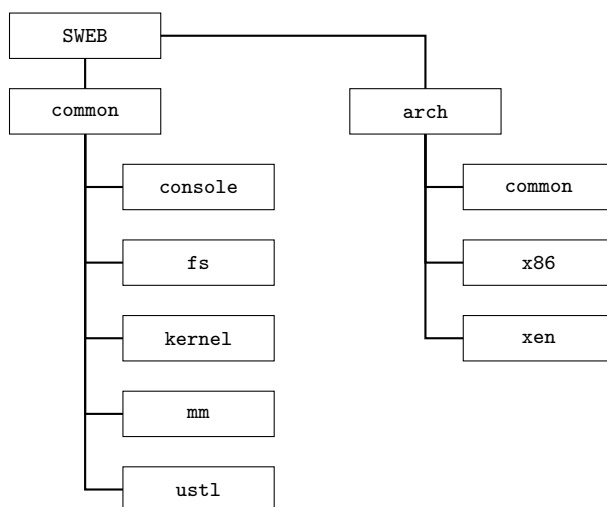 SWEB
common
arch
console
common
fs
x86
kernel
xen
mm
ustl